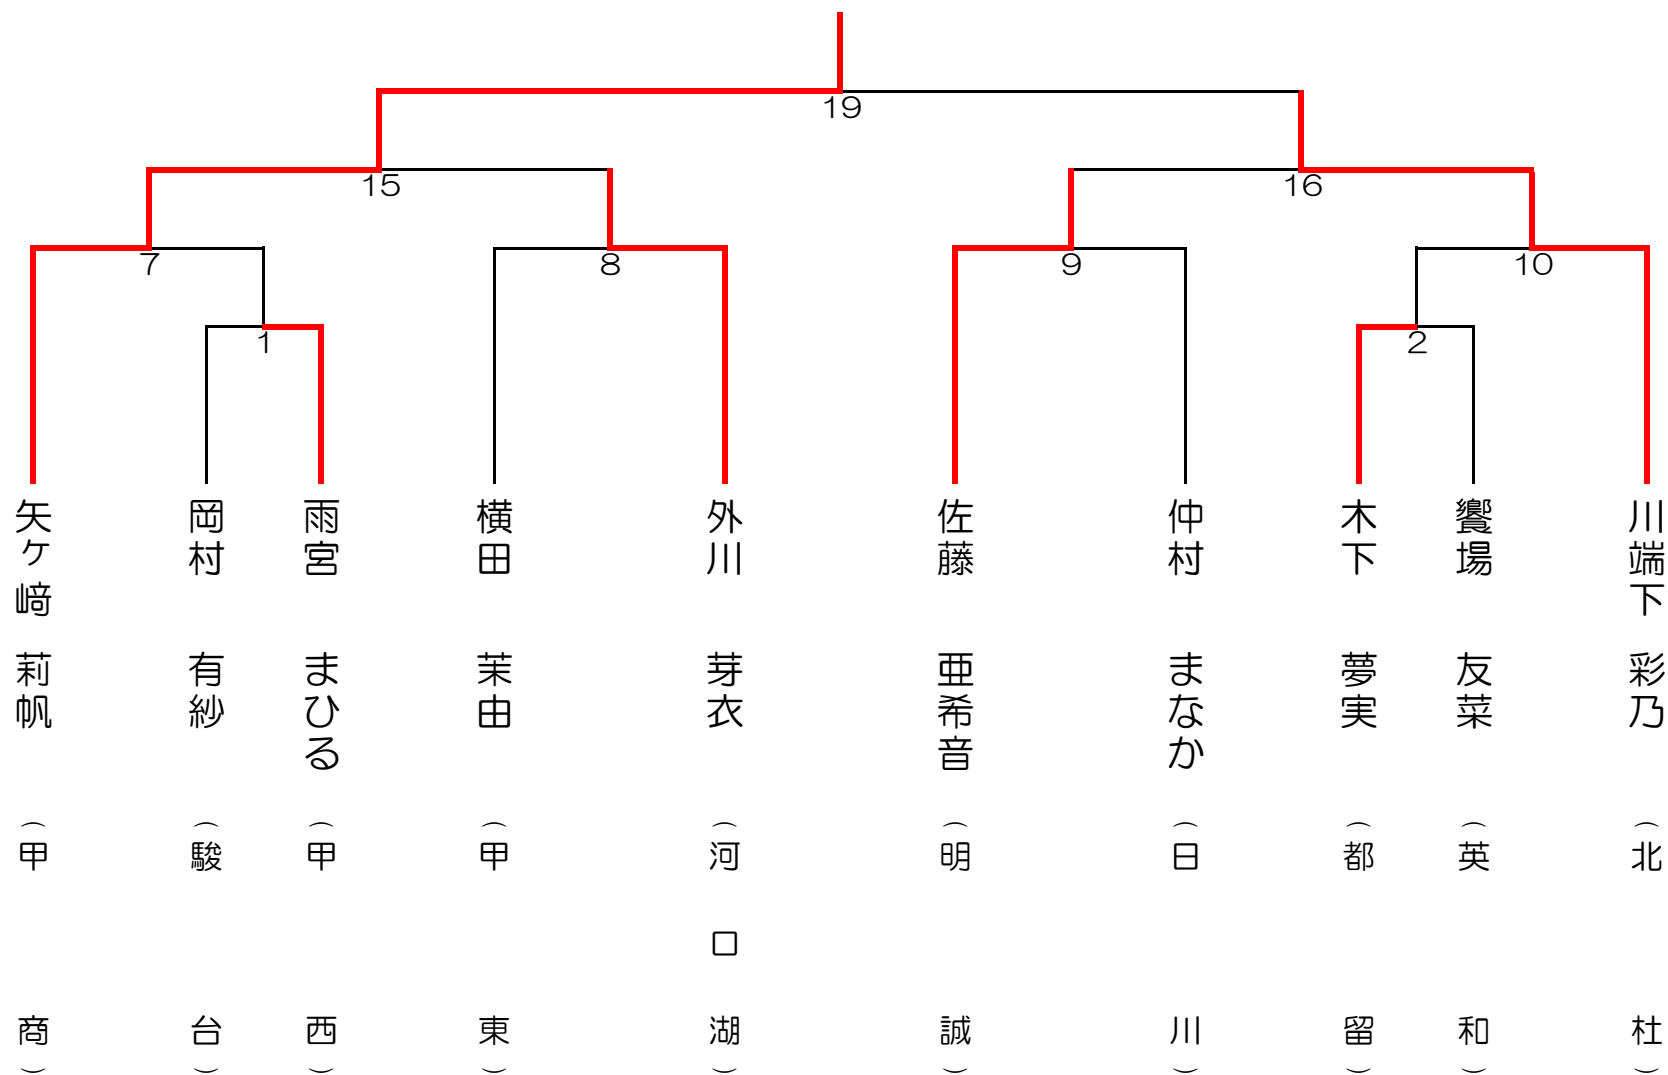 19
15
16
7
8
9
10
1
2
矢ケ﨑 莉帆 （甲商）
岡村 有紗 （駿台）
雨宮 まひる （甲西）
横田 茉由 （甲東）
外川 芽衣 （河口湖）
佐藤 亜希音 （明誠）
仲村 まなか （日川）
木下 夢実 （都留）
饗場 友菜 （英和）
川端下 彩乃 （北杜）